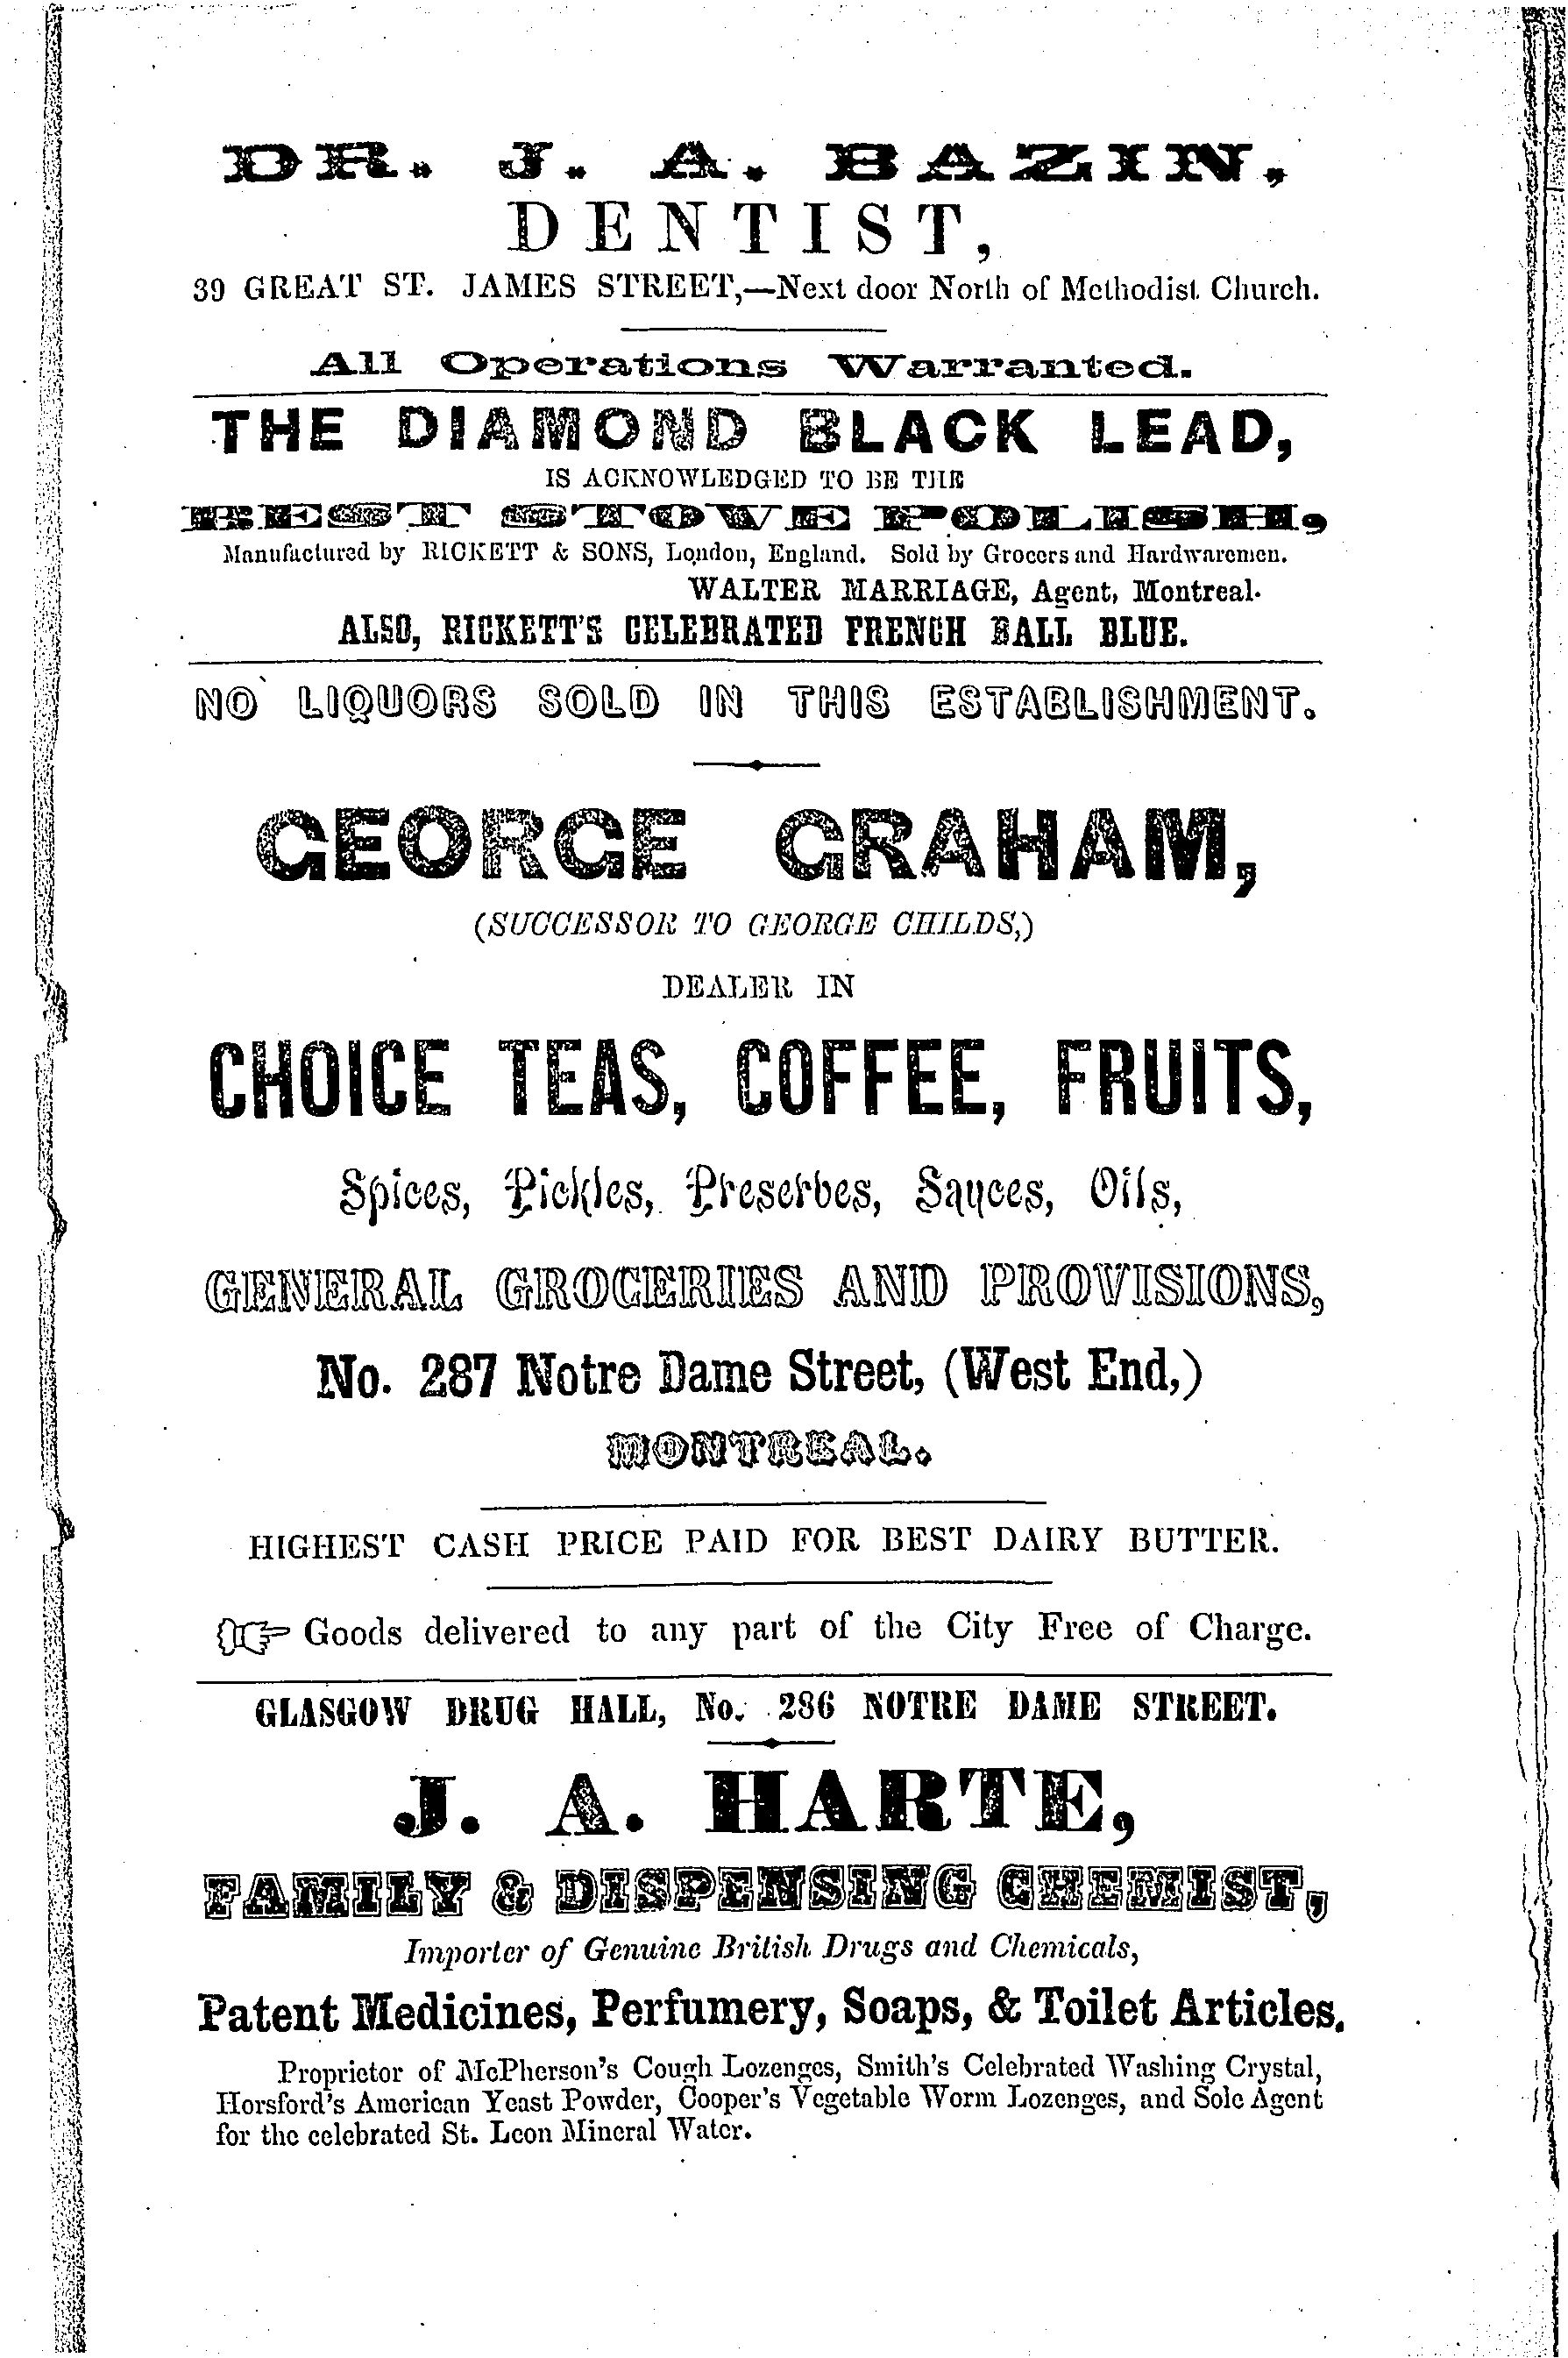 DR. J. A. BAZIN,
DENTIST,
39 GREAT ST. JAMES STREET,—Next door North of Methodist Church.
All Operations Warranted.
THE DIAMOND BLACK LEAD,
IS ACKNOWLEDGED TO BE THE
BEST STOVE POLISH,
Manufactured by RICKETT & SONS, London, England. Sold by Grocers and Hardwaremen.
WALTER MARRIAGE, Agent, Montreal.
ALSO, RICKETT'S CELEBRATED FRENCH BALL BLUE.
NO LIQUORS SOLD IN THIS ESTABLISHMENT.
GEORGE GRAHAM,
(SUCCESSOR TO GEORGE CHILDS,)
DEALER IN
CHOICE TEAS, COFFEE, FRUITS,
Spices, Pickles, Preserves, Sauces, Oils,
GENERAL GROCERIES AND PROVISIONS,
No. 287 Notre Dame Street, (West End,)
MONTREAL.
HIGHEST CASH PRICE PAID FOR BEST DAIRY BUTTER.
☞ Goods delivered to any part of the City Free of Charge.
GLASGOW DRUG HALL, No. 286 NOTRE DAME STREET.
J. A. HARTE,
FAMILY & DISPENSING CHEMIST,
Importer of Genuine British Drugs and Chemicals,
Patent Medicines, Perfumery, Soaps, & Toilet Articles.
Proprietor of McPherson's Cough Lozenges, Smith's Celebrated Washing Crystal,
Horsford's American Yeast Powder, Cooper's Vegetable Worm Lozenges, and Sole Agent
for the celebrated St. Leon Mineral Water.